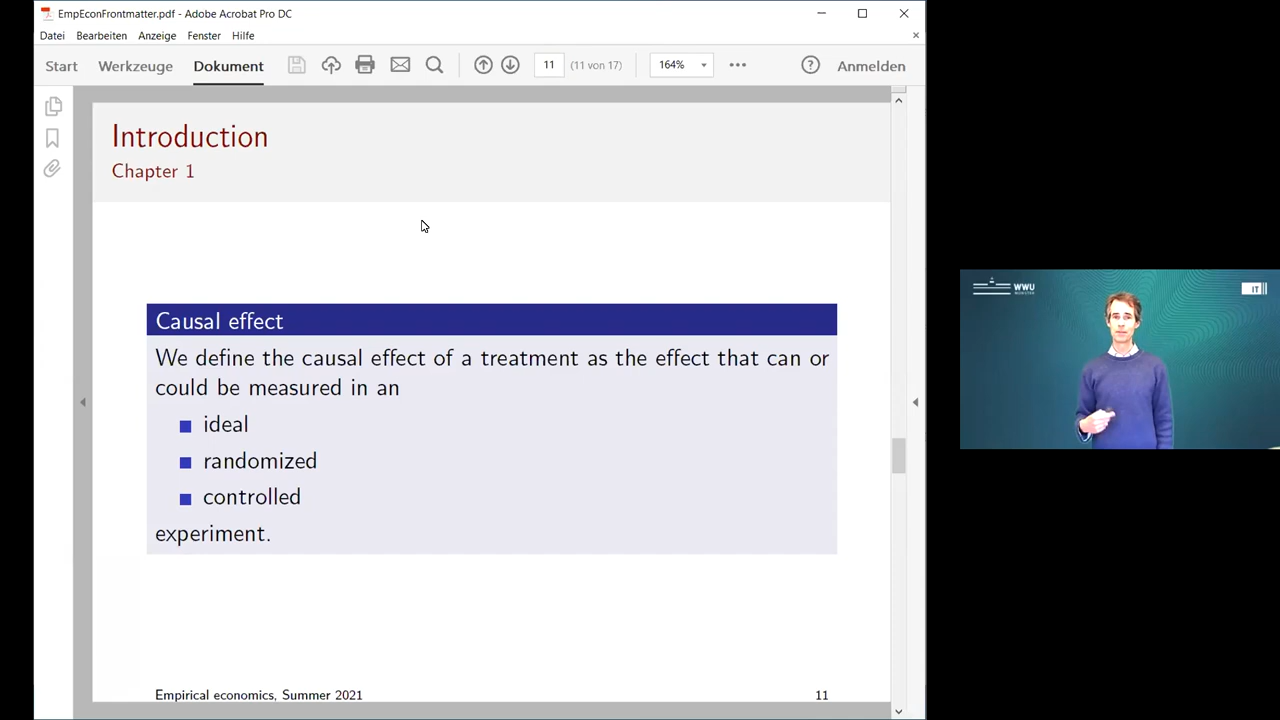 EmpEconFrontmatter.pdf - Adobe Acrobat Pro DC
Datei Bearbeiten Anzeige Fenster Hilfe
Start Werkzeuge Dokument 11 (11 von 17) 164% Anmelden
Introduction
Chapter 1
Causal effect
We define the causal effect of a treatment as the effect that can or
could be measured in an
ideal
randomized
controlled
experiment.
Empirical economics, Summer 2021 11
WWU
MÜNSTER
IT